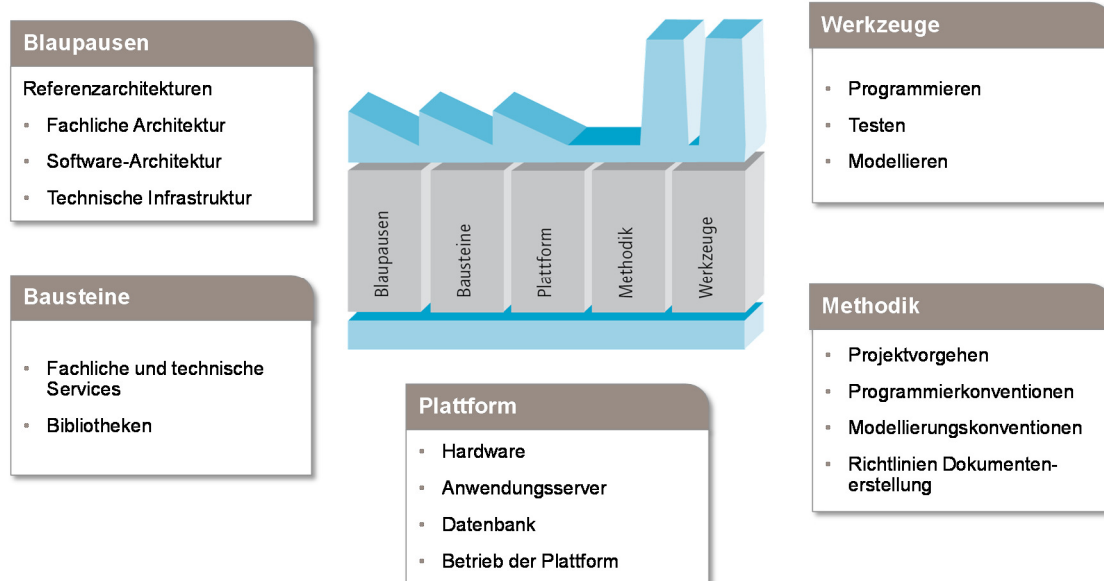 Blaupausen
Referenzarchitekturen
Fachliche Architektur
Software-Architektur
Technische Infrastruktur
Bausteine
Fachliche und technische
Services
Bibliotheken
Blaupausen
Bausteine
Plattform
Methodik
Werkzeuge
Plattform
Hardware
Anwendungsserver
Datenbank
Betrieb der Plattform
Werkzeuge
Programmieren
Testen
Modellieren
Methodik
Projektvorgehen
Programmierkonventionen
Modellierungskonventionen
Richtlinien Dokumenten-
erstellung